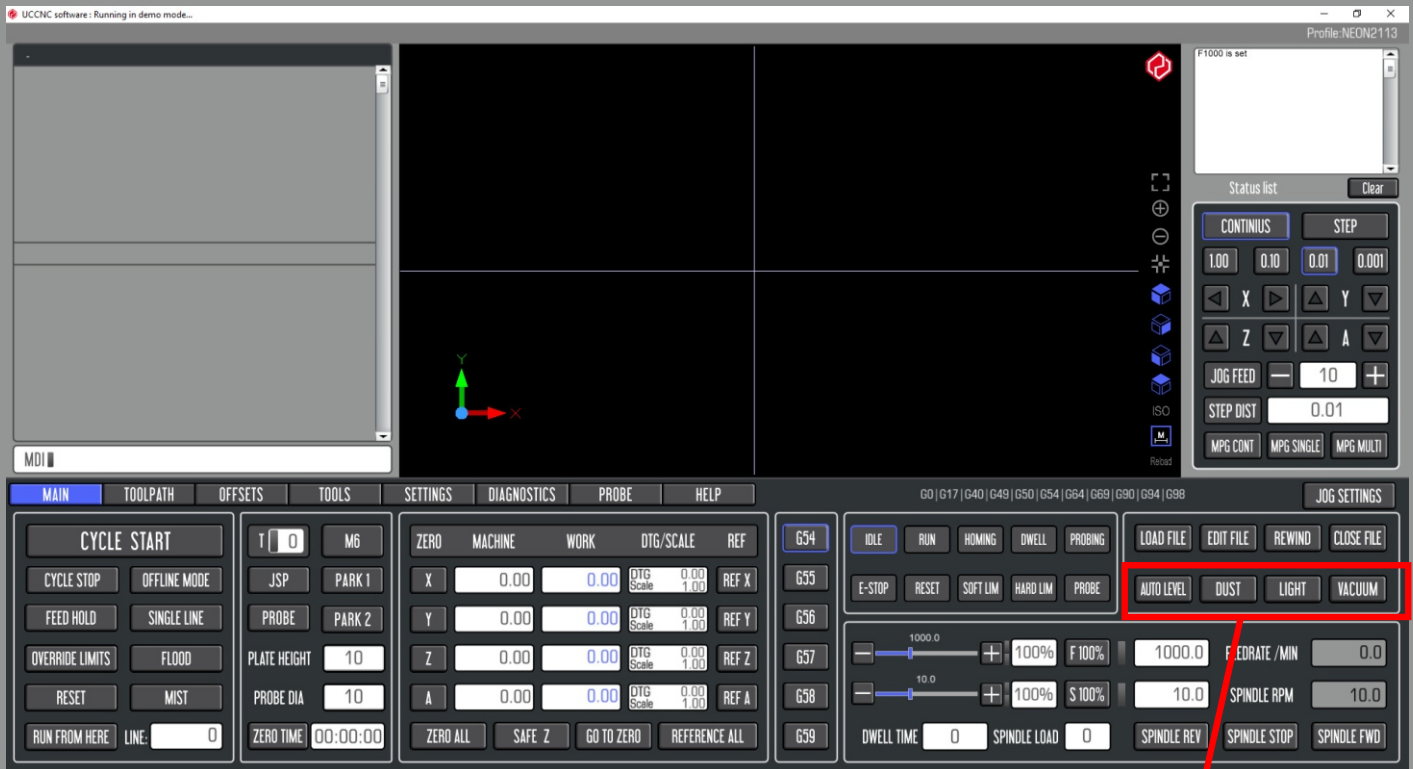 UCCNC software : Running in demo mode...
Profile:NEON2113
-
F1000 is set
Status list Clear
CONTINIUS STEP
1.00 0.10 0.01 0.001
X Y
Z A
JOG FEED 10
STEP DIST 0.01
MPG CONT MPG SINGLE MPG MULTI
Y
X
ISO
M
Reload
MDI
MAIN TOOLPATH OFFSETS TOOLS SETTINGS DIAGNOSTICS PROBE HELP
G0|G17|G40|G49|G50|G54|G64|G69|G90|G94|G98
JOG SETTINGS
CYCLE START
CYCLE STOP OFFLINE MODE
FEED HOLD SINGLE LINE
OVERRIDE LIMITS FLOOD
RESET MIST
RUN FROM HERE LINE: 0
T 0 M6
JSP PARK 1
PROBE PARK 2
PLATE HEIGHT 10
PROBE DIA 10
ZERO TIME 00:00:00
ZERO MACHINE WORK DTG/SCALE REF
X 0.00 0.00 DTG 0.00 Scale 1.00 REF X
Y 0.00 0.00 DTG 0.00 Scale 1.00 REF Y
Z 0.00 0.00 DTG 0.00 Scale 1.00 REF Z
A 0.00 0.00 DTG 0.00 Scale 1.00 REF A
ZERO ALL SAFE Z GO TO ZERO REFERENCE ALL
G54
G55
G56
G57
G58
G59
IDLE RUN HOMING DWELL PROBING
E-STOP RESET SOFT LIM HARD LIM PROBE
LOAD FILE EDIT FILE REWIND CLOSE FILE
AUTO LEVEL DUST LIGHT VACUUM
1000.0
100% F 100% 1000.0 FEEDRATE /MIN 0.0
10.0
100% S 100% 10.0 SPINDLE RPM 10.0
DWELL TIME 0 SPINDLE LOAD 0 SPINDLE REV SPINDLE STOP SPINDLE FWD